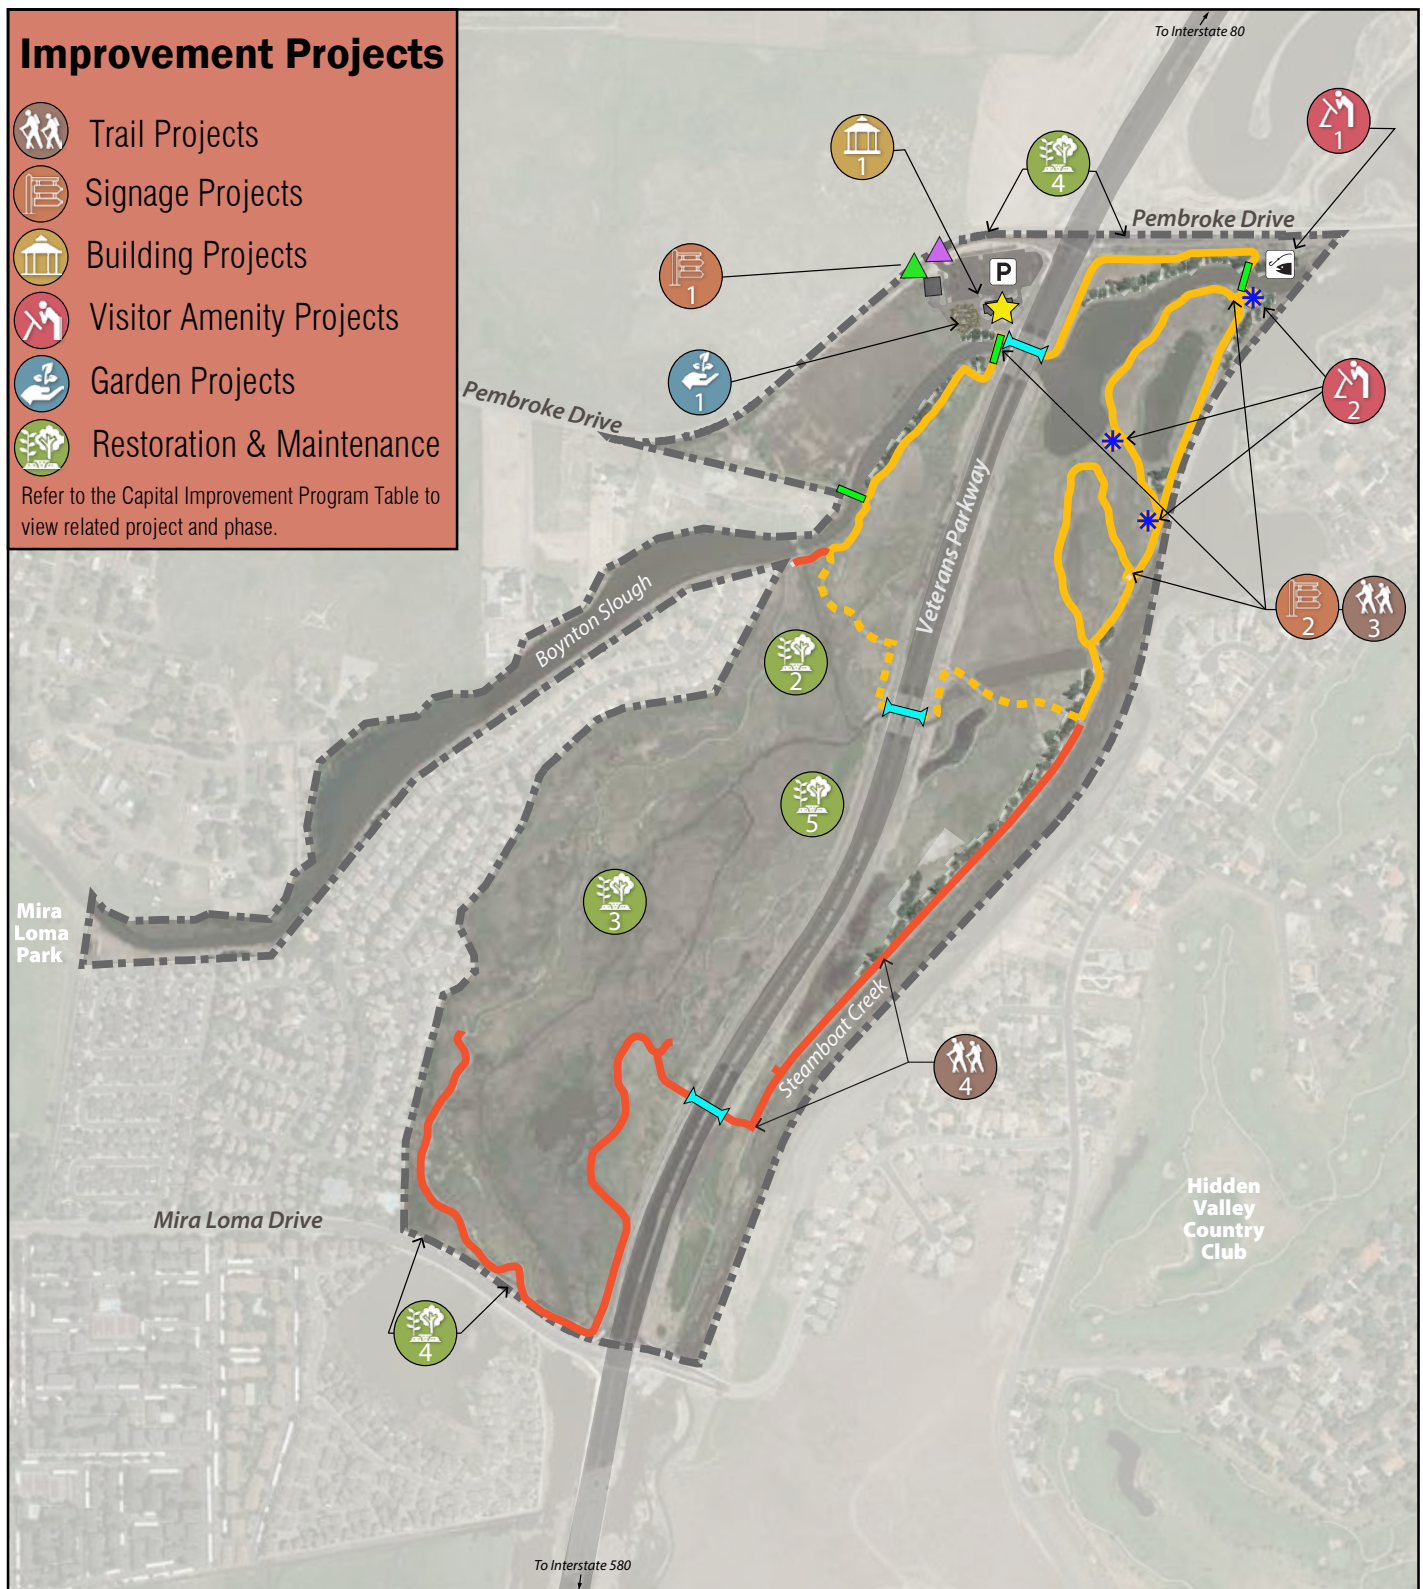 Improvement Projects
Trail Projects
Signage Projects
Building Projects
Visitor Amenity Projects
Garden Projects
Restoration & Maintenance
Refer to the Capital Improvement Program Table to
view related project and phase.
To Interstate 80
1
1
4
Pembroke Drive
1
P
1
2
Pembroke Drive
Veterans Parkway
Boynton Slough
2
3
2
5
3
Mira
Loma
Park
Steamboat Creek
4
Hidden
Valley
Country
Club
Mira Loma Drive
4
To Interstate 580